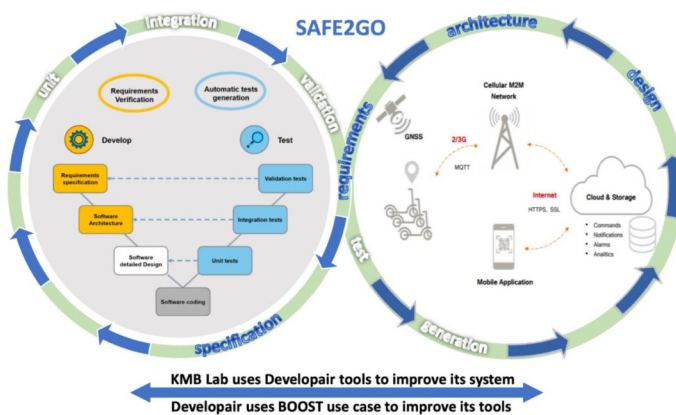 SAFE2GO
unit
integration
validation
specification
Requirements
Verification
Automatic tests
generation
Develop
Test
Requirements
specification
Validation tests
Software
Architecture
Integration tests
Software
detailed Design
Unit tests
Software coding
requirements
architecture
design
test
generation
Cellular M2M
Network
GNSS
2/3G
MQTT
Internet
HTTPS, SSL
Cloud & Storage
• Commands
• Notifications
• Alarms
• Analitics
Mobile Application
KMB Lab uses Developair tools to improve its system
Developair uses BOOST use case to improve its tools